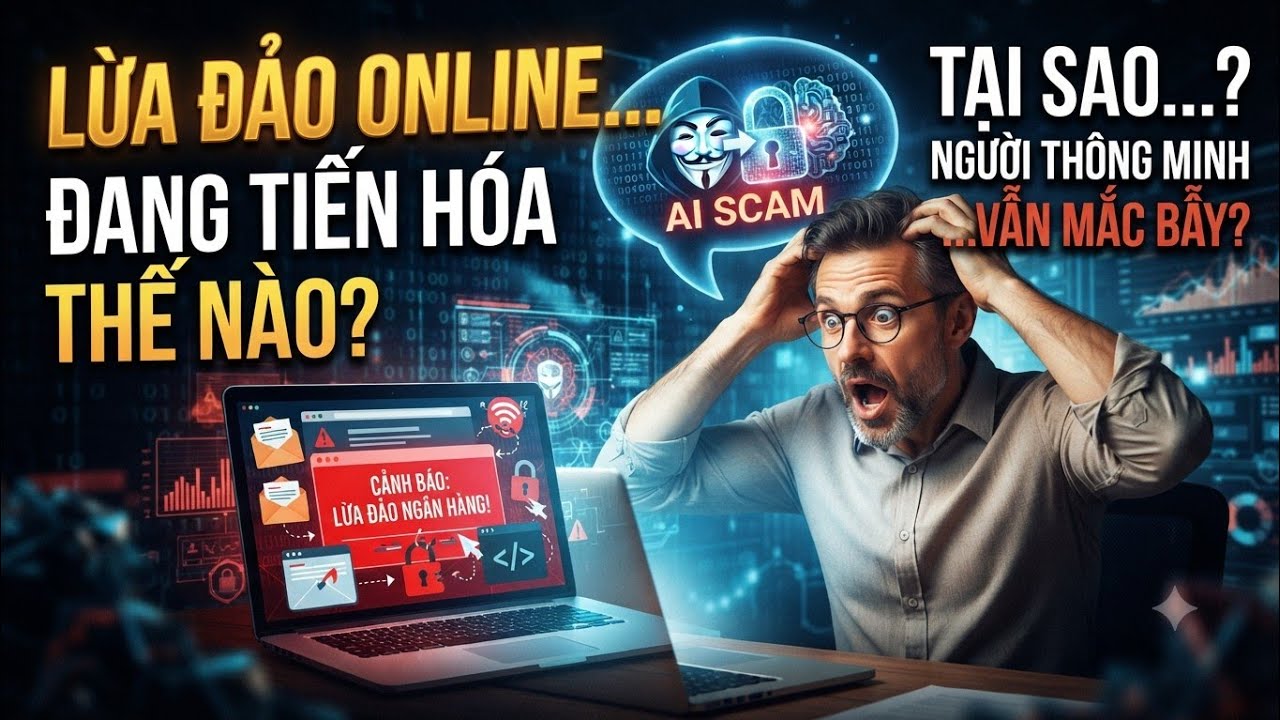 LỪA ĐẢO ONLINE...
ĐANG TIẾN HÓA
THẾ NÀO?
AI SCAM
TẠI SAO...?
NGƯỜI THÔNG MINH
...VẪN MẮC BẪY?
CẢNH BÁO:
LỪA ĐẢO NGÂN HÀNG!